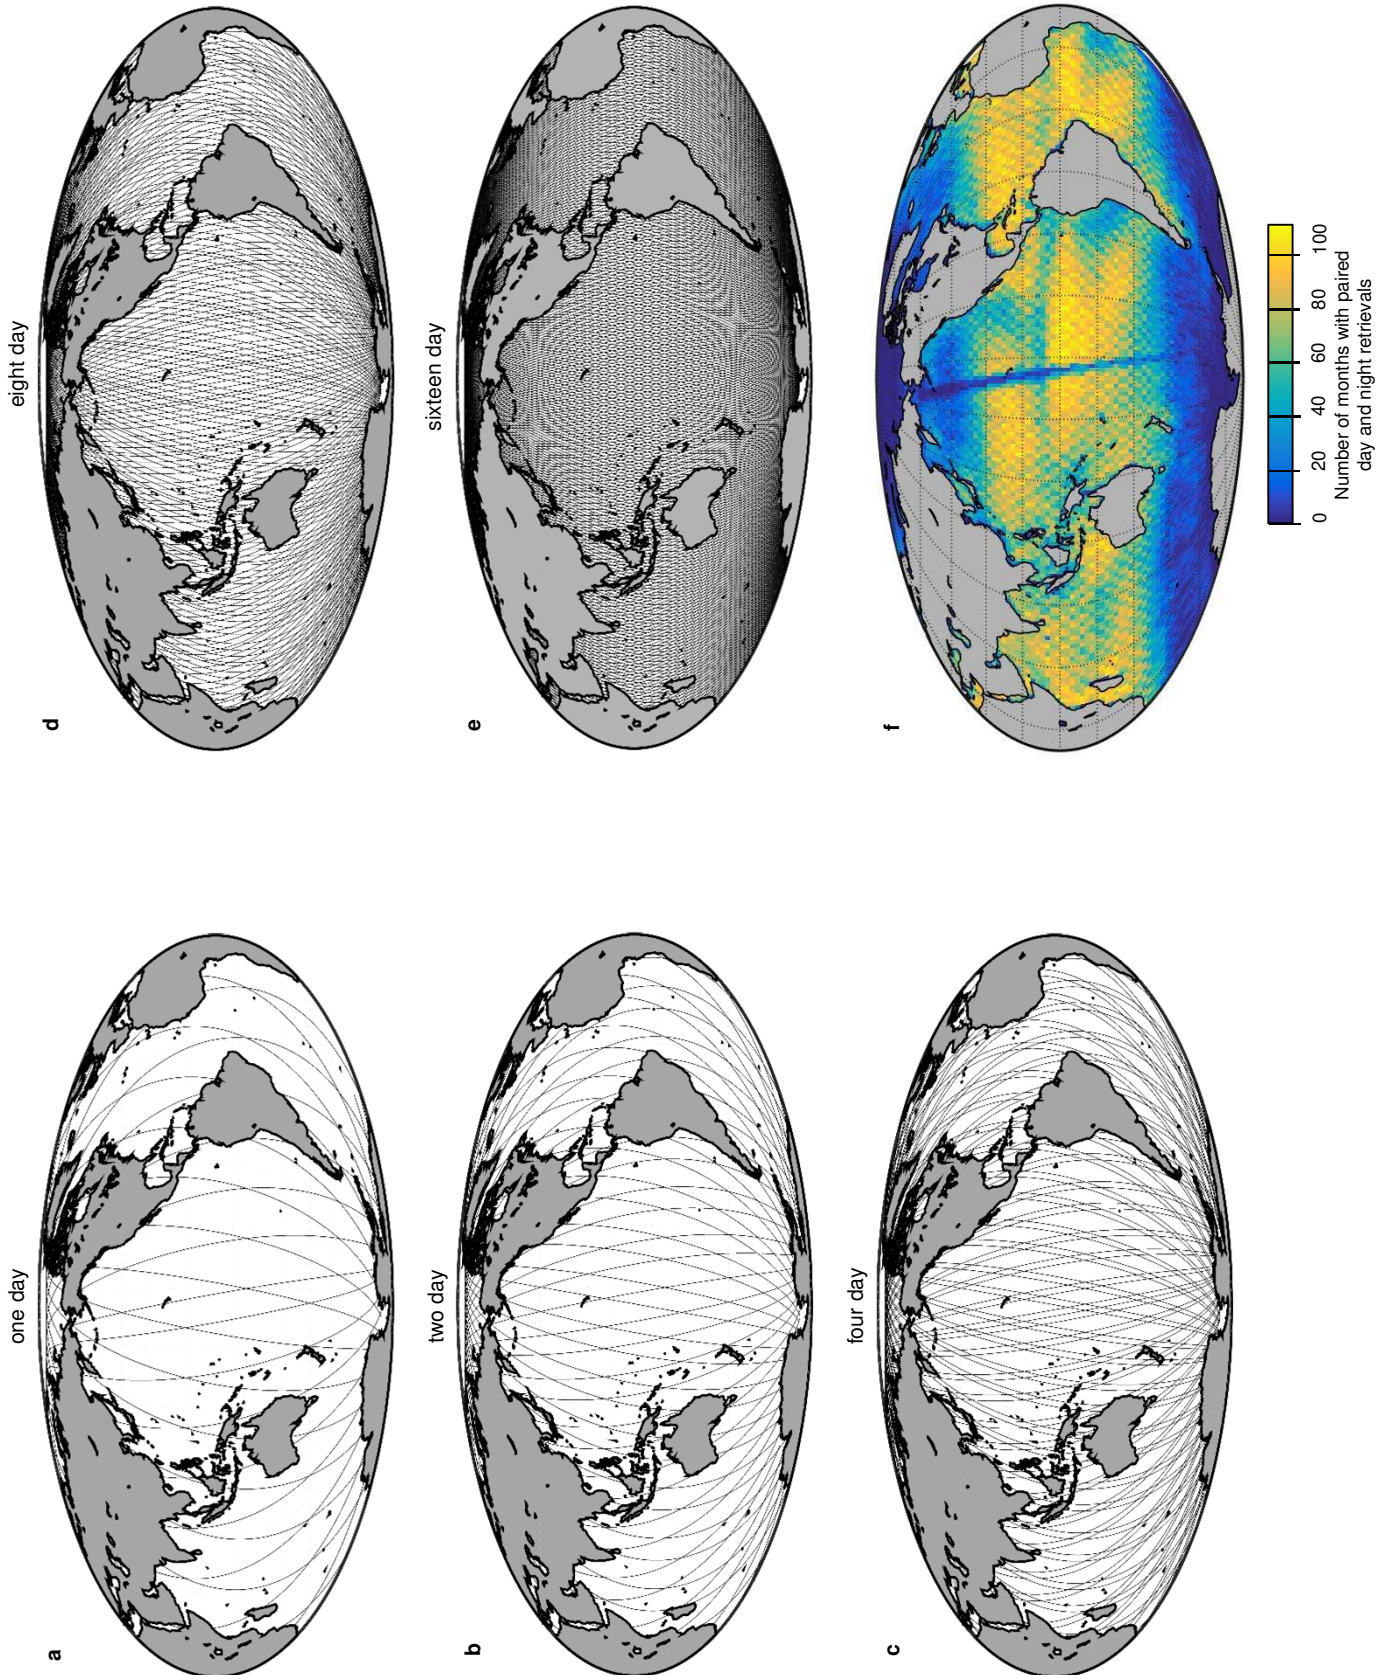 a
one day
b
two day
c
four day
d
eight day
e
sixteen day
f
0 20 40 60 80 100
Number of months with paired
day and night retrievals